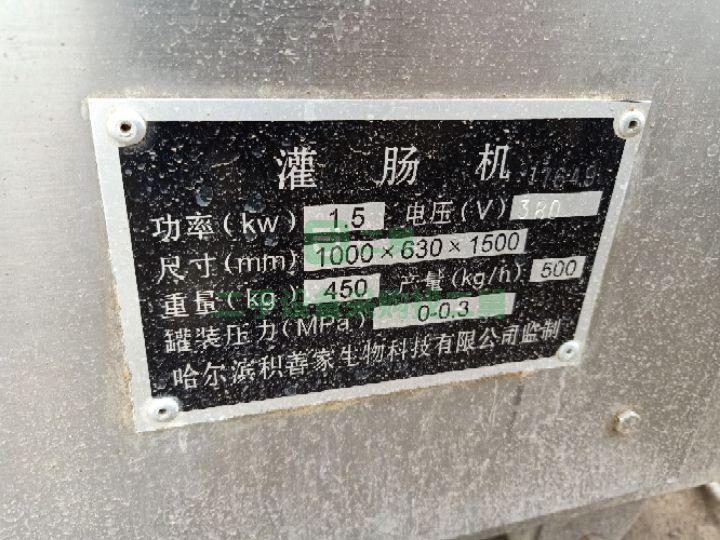 灌肠机
17649
功率(kw) 1.5 电压(V) 380
尺寸(mm) 1000×630×1500
重量(kg) 450 产量(kg/h) 500
罐装压力(MPa) 0-0.3
哈尔滨积善家生物科技有限公司监制